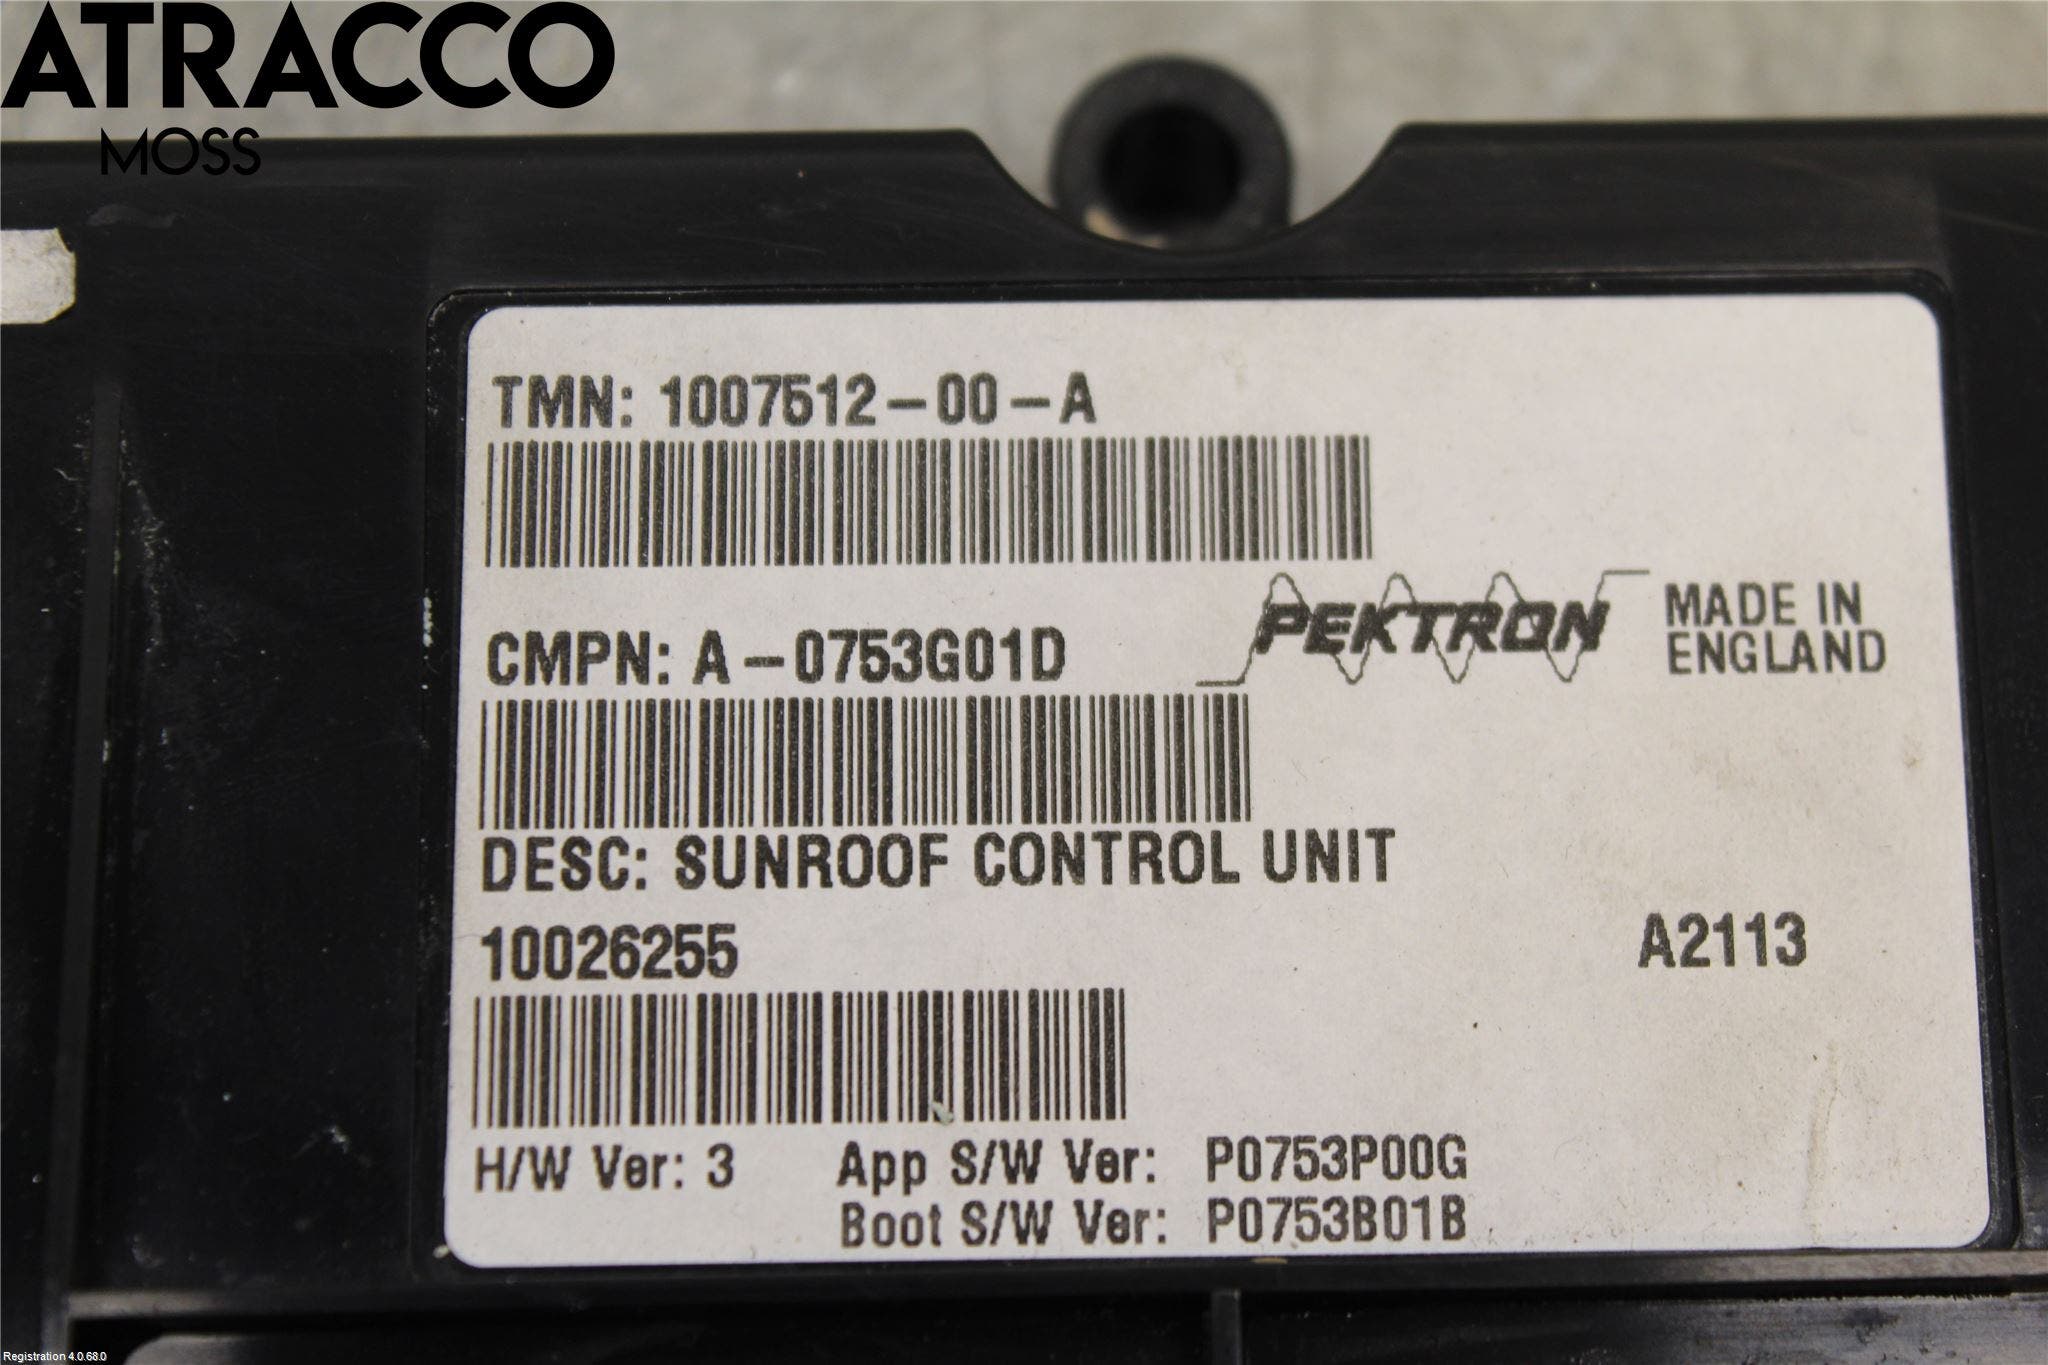 ATRACCO
MOSS
TMN: 1007512-00-A
CMPN: A-0753G01D
PEKTRON
MADE IN
ENGLAND
DESC: SUNROOF CONTROL UNIT
10026255
A2113
H/W Ver: 3 App S/W Ver: P0753P00G
Boot S/W Ver: P0753B01B
Registration 4.0.68.0